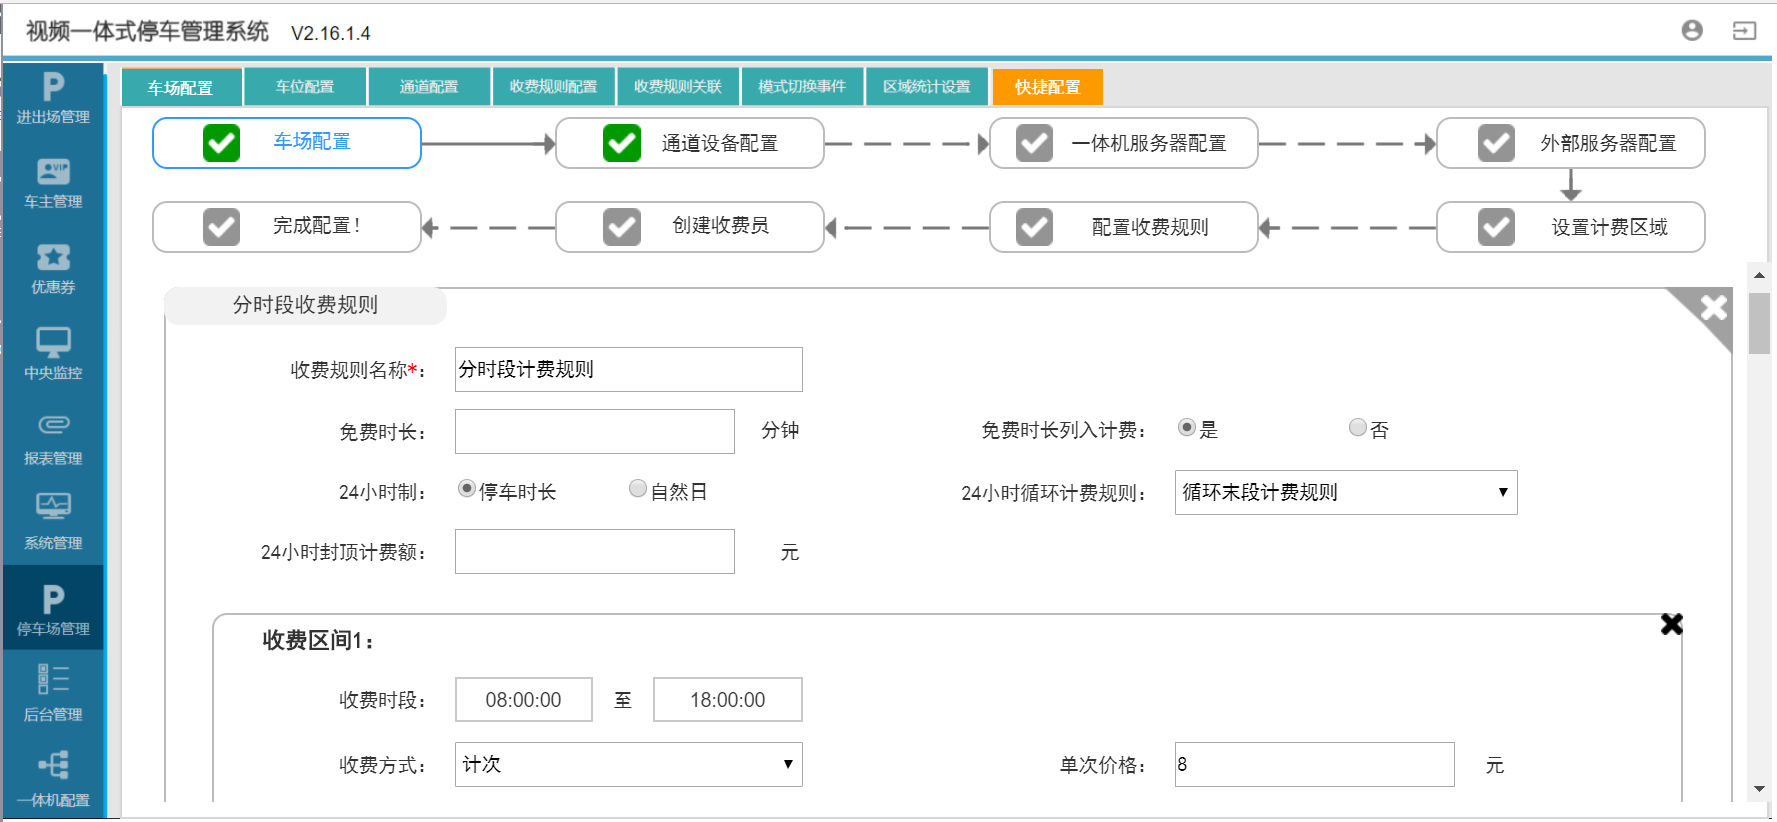 视频一体式停车管理系统 V2.16.1.4
车场配置 车位配置 通道配置 收费规则配置 收费规则关联 模式切换事件 区域统计设置 快捷配置
P
进出场管理
VIP
车主管理
优惠券
中央监控
报表管理
系统管理
P
停车场管理
后台管理
一体机配置
车场配置 通道设备配置 一体机服务器配置 外部服务器配置
完成配置！ 创建收费员 配置收费规则 设置计费区域
分时段收费规则
收费规则名称*： 分时段计费规则
免费时长： 分钟 免费时长列入计费： 是 否
24小时制： 停车时长 自然日 24小时循环计费规则： 循环末段计费规则
24小时封顶计费额： 元
收费区间1：
收费时段： 08:00:00 至 18:00:00
收费方式： 计次 单次价格： 8 元